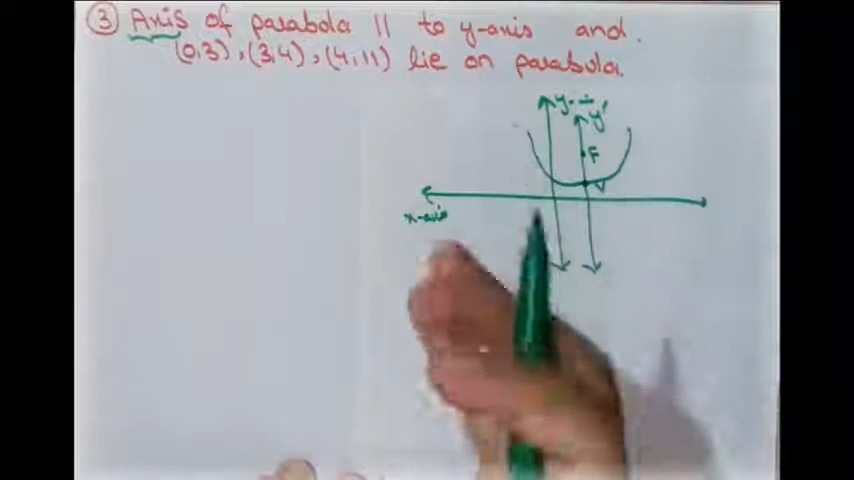 ③ Axis of parabola || to y-axis and.
(0,3), (3,4), (4,11) lie on parabola.
y'
F
V
x-axis